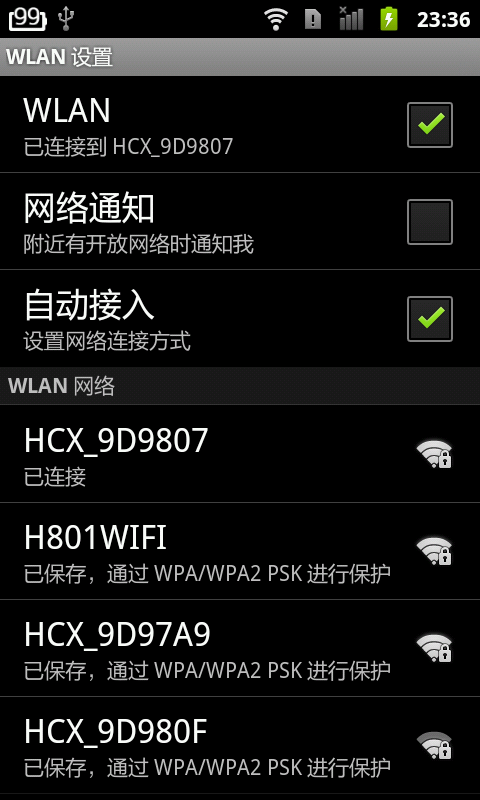 99
23:36
WLAN 设置
WLAN
已连接到 HCX_9D9807
网络通知
附近有开放网络时通知我
自动接入
设置网络连接方式
WLAN 网络
HCX_9D9807
已连接
H801WIFI
已保存，通过 WPA/WPA2 PSK 进行保护
HCX_9D97A9
已保存，通过 WPA/WPA2 PSK 进行保护
HCX_9D980F
已保存，通过 WPA/WPA2 PSK 进行保护